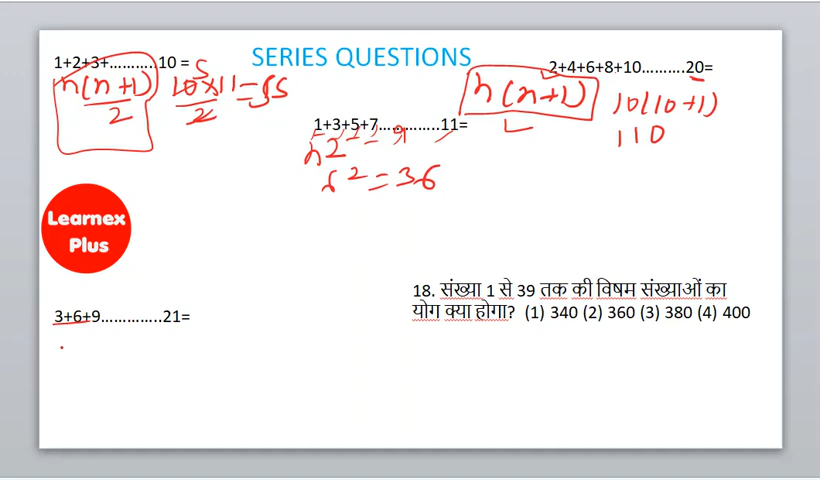 SERIES QUESTIONS
1+2+3+..........10 =
n(n+1)
2
5
10×11 = 55
2
2+4+6+8+10.........20=
n(n+1)
10(10+1)
110
1+3+5+7..............11=
n2 =
6² = 36
Learnex
Plus
3+6+9..............21=
18. संख्या 1 से 39 तक की विषम संख्याओं का
योग क्या होगा? (1) 340 (2) 360 (3) 380 (4) 400